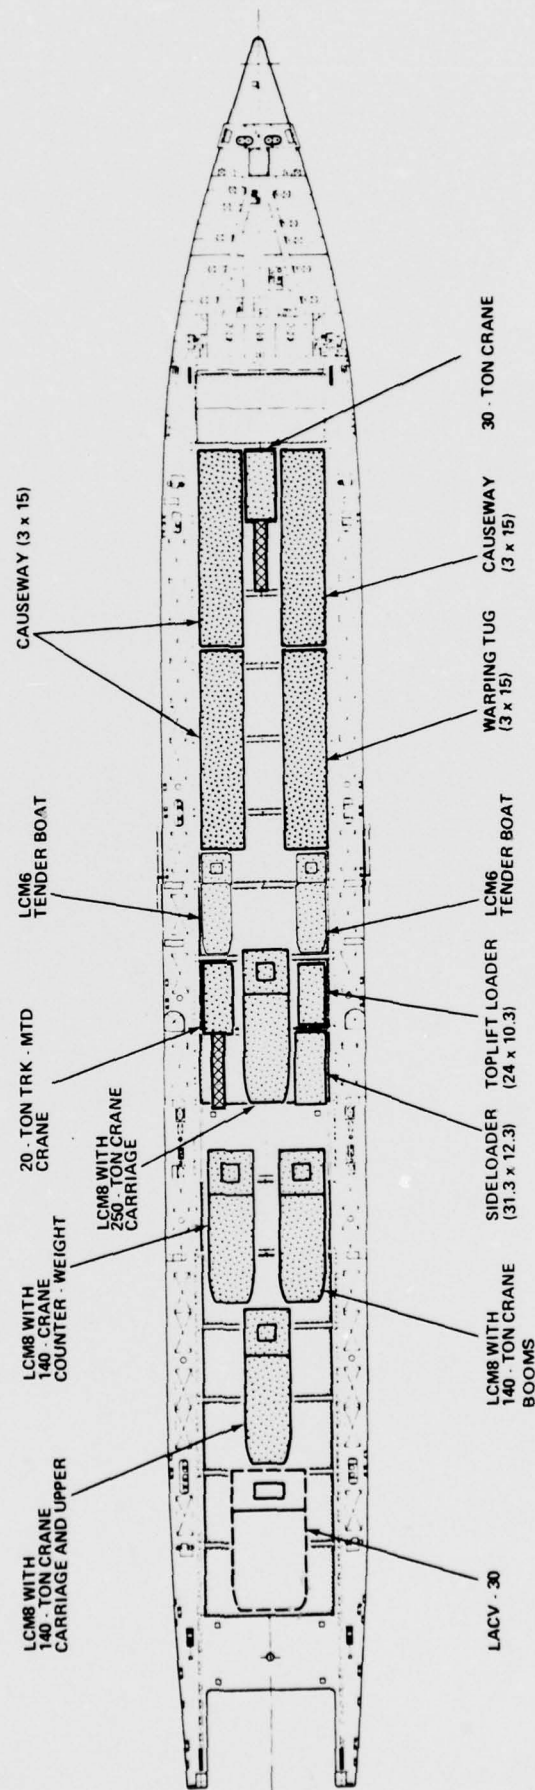 LCM8 WITH
140 - TON CRANE
CARRIAGE AND UPPER
LCM8 WITH
140 - CRANE
COUNTER - WEIGHT
LCM8 WITH
250 - TON CRANE
CARRIAGE
20 - TON TRK - MTD
CRANE
LCM6
TENDER BOAT
CAUSEWAY (3 x 15)
LACV - 30
LCM8 WITH
140 - TON CRANE
BOOMS
SIDELOADER
(31.3 x 12.3)
TOPLIFT LOADER
(24 x 10.3)
LCM6
TENDER BOAT
WARPING TUG
(3 x 15)
CAUSEWAY
(3 x 15)
30 - TON CRANE